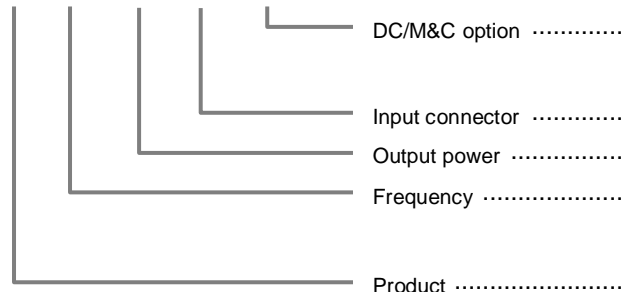 DC/M&C option .............
Input connector .............
Output power ................
Frequency ....................
Product .......................